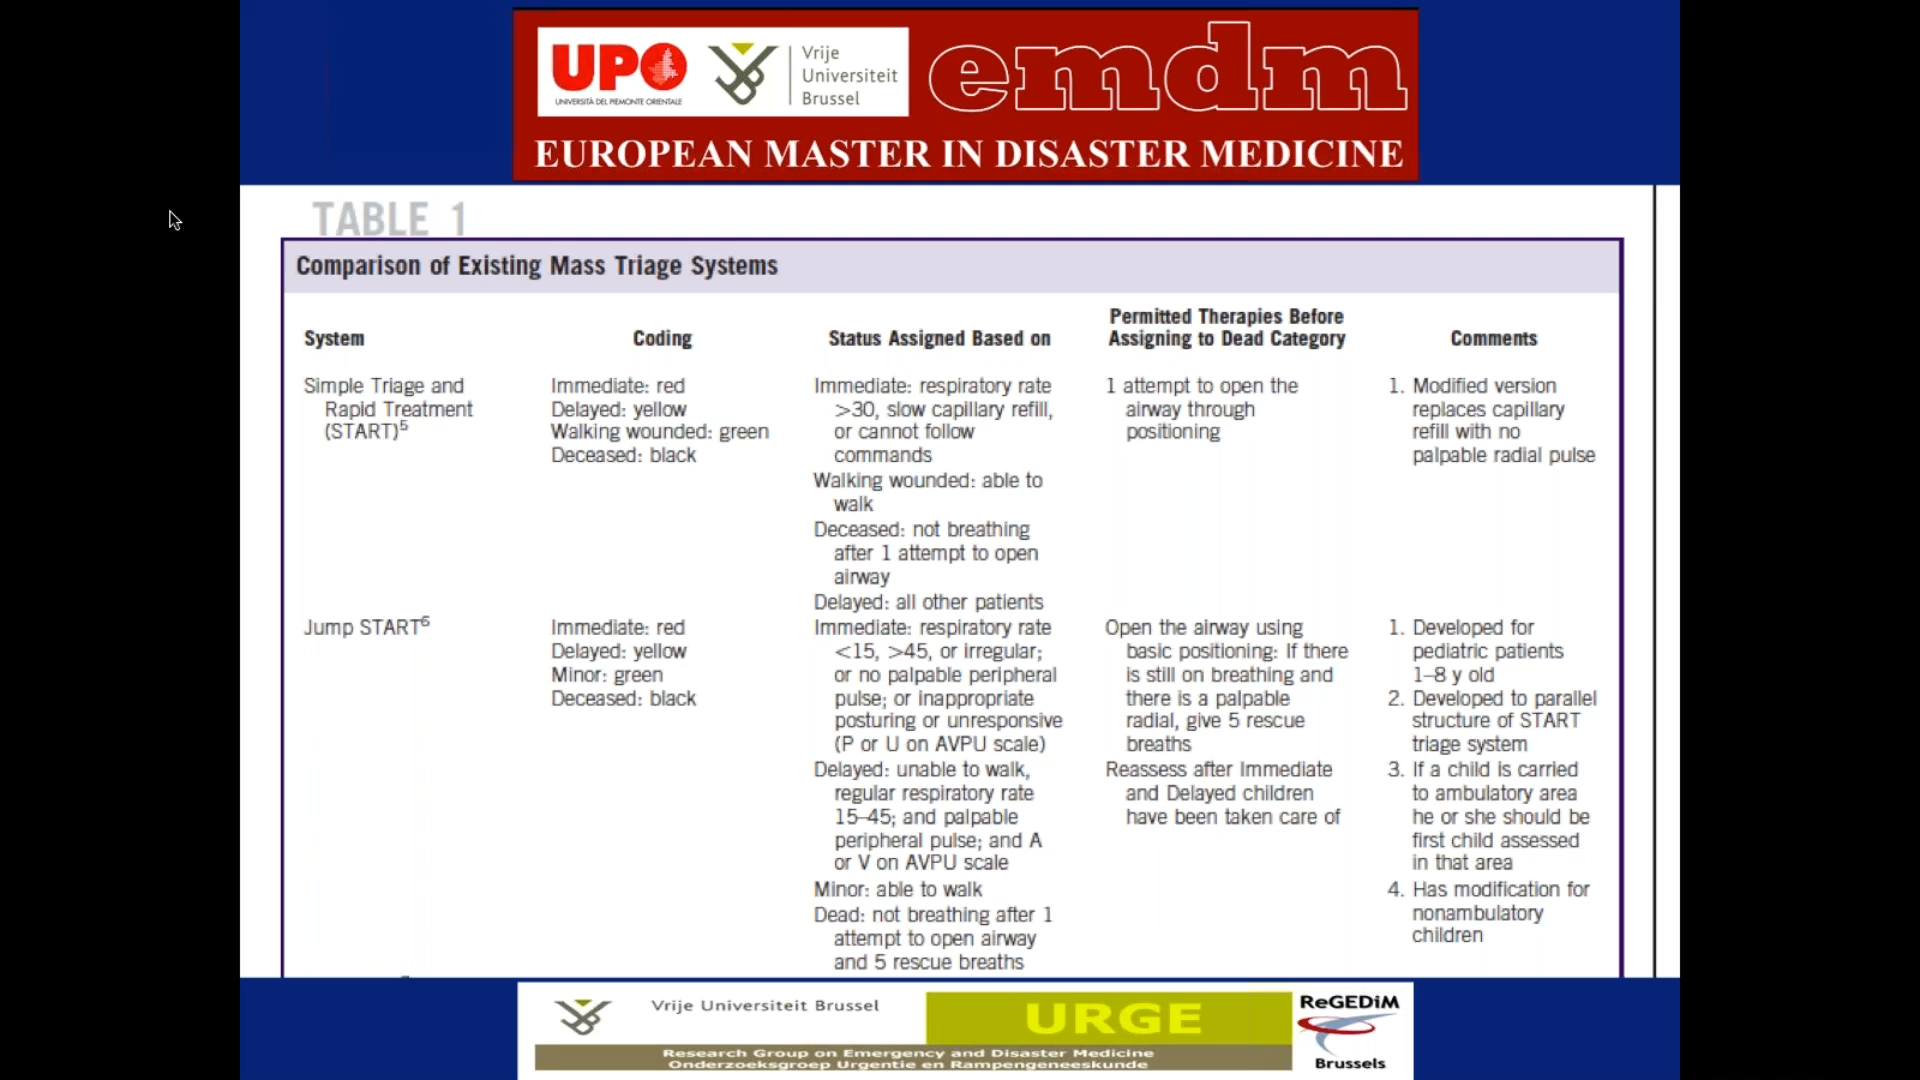 UPO
UNIVERSITÀ DEL PIEMONTE ORIENTALE
Vrije
Universiteit
Brussel
emdm
EUROPEAN MASTER IN DISASTER MEDICINE
TABLE 1
Comparison of Existing Mass Triage Systems
System
Coding
Status Assigned Based on
Permitted Therapies Before
Assigning to Dead Category
Comments
Simple Triage and
Rapid Treatment
(START)5
Immediate: red
Delayed: yellow
Walking wounded: green
Deceased: black
Immediate: respiratory rate
>30, slow capillary refill,
or cannot follow
commands
Walking wounded: able to
walk
Deceased: not breathing
after 1 attempt to open
airway
Delayed: all other patients
1 attempt to open the
airway through
positioning
1. Modified version
replaces capillary
refill with no
palpable radial pulse
Jump START6
Immediate: red
Delayed: yellow
Minor: green
Deceased: black
Immediate: respiratory rate
<15, >45, or irregular;
or no palpable peripheral
pulse; or inappropriate
posturing or unresponsive
(P or U on AVPU scale)
Delayed: unable to walk,
regular respiratory rate
15–45; and palpable
peripheral pulse; and A
or V on AVPU scale
Minor: able to walk
Dead: not breathing after 1
attempt to open airway
and 5 rescue breaths
Open the airway using
basic positioning: If there
is still on breathing and
there is a palpable
radial, give 5 rescue
breaths
Reassess after Immediate
and Delayed children
have been taken care of
1. Developed for
pediatric patients
1–8 y old
2. Developed to parallel
structure of START
triage system
3. If a child is carried
to ambulatory area
he or she should be
first child assessed
in that area
4. Has modification for
nonambulatory
children
Vrije Universiteit Brussel
URGE
Research Group on Emergency and Disaster Medicine
Onderzoeksgroep Urgentie en Rampengeneeskunde
ReGEDiM
Brussels